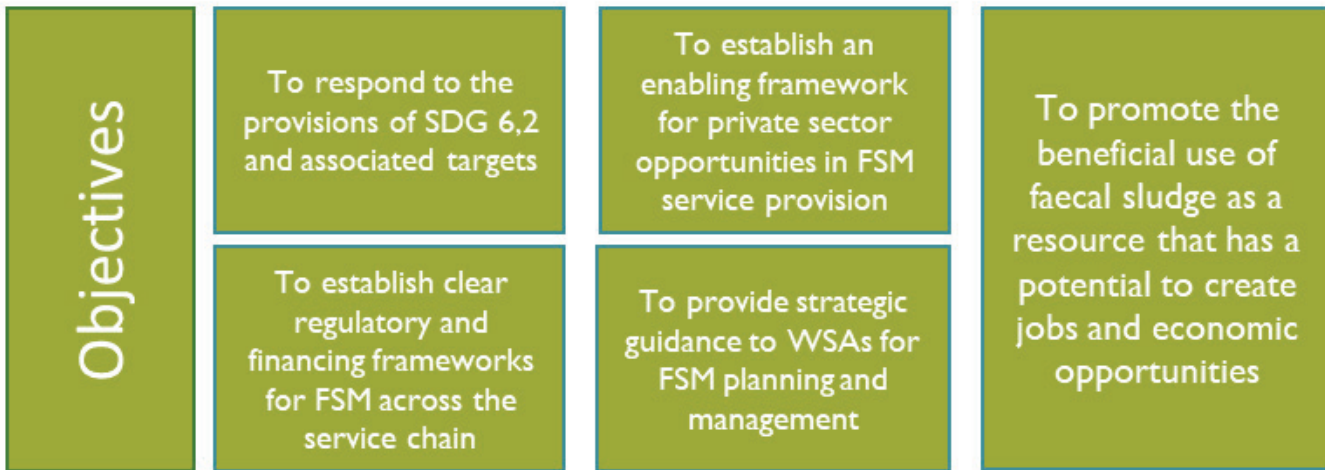 Objectives
To respond to the
provisions of SDG 6,2
and associated targets
To establish clear
regulatory and
financing frameworks
for FSM across the
service chain
To establish an
enabling framework
for private sector
opportunities in FSM
service provision
To provide strategic
guidance to WSAs for
FSM planning and
management
To promote the
beneficial use of
faecal sludge as a
resource that has a
potential to create
jobs and economic
opportunities